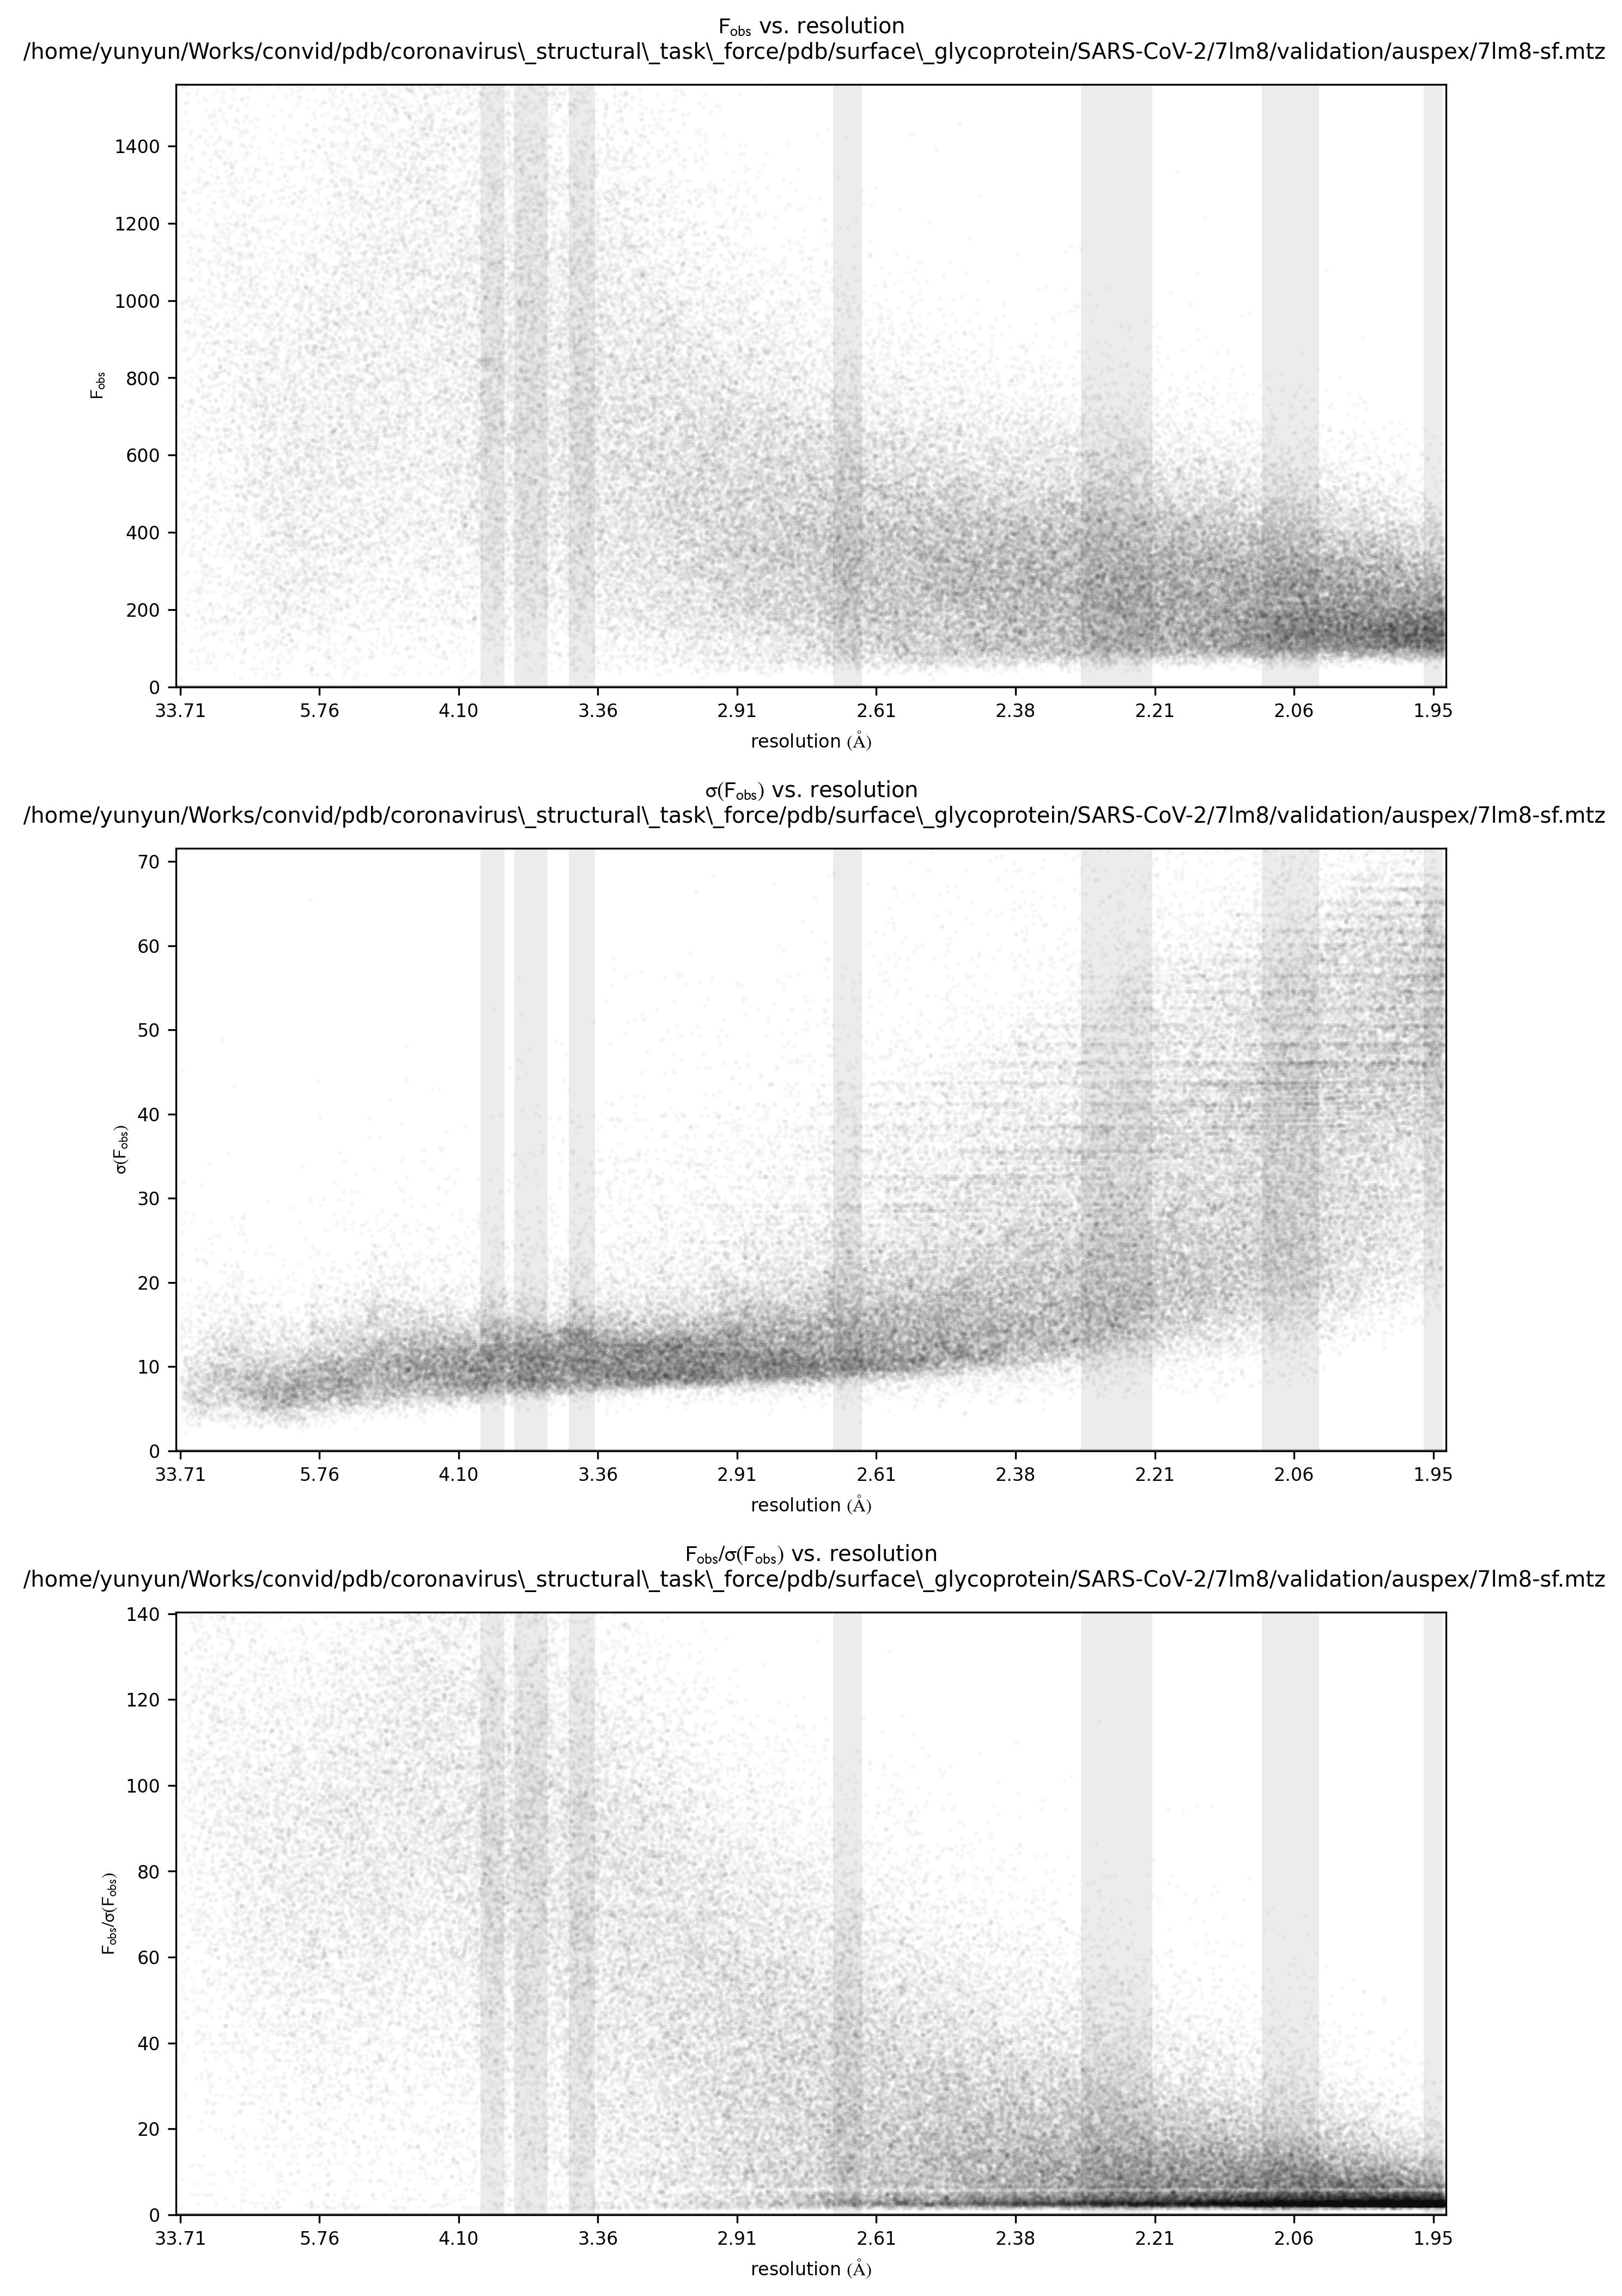 Fobs vs. resolution
/home/yunyun/Works/convid/pdb/coronavirus\_structural\_task\_force/pdb/surface\_glycoprotein/SARS-CoV-2/7lm8/validation/auspex/7lm8-sf.mtz
1400
1200
1000
800
600
400
200
0
Fobs
33.71 5.76 4.10 3.36 2.91 2.61 2.38 2.21 2.06 1.95
resolution (Å)
σ(Fobs) vs. resolution
/home/yunyun/Works/convid/pdb/coronavirus\_structural\_task\_force/pdb/surface\_glycoprotein/SARS-CoV-2/7lm8/validation/auspex/7lm8-sf.mtz
70
60
50
40
30
20
10
0
σ(Fobs)
33.71 5.76 4.10 3.36 2.91 2.61 2.38 2.21 2.06 1.95
resolution (Å)
Fobs/σ(Fobs) vs. resolution
/home/yunyun/Works/convid/pdb/coronavirus\_structural\_task\_force/pdb/surface\_glycoprotein/SARS-CoV-2/7lm8/validation/auspex/7lm8-sf.mtz
140
120
100
80
60
40
20
0
Fobs/σ(Fobs)
33.71 5.76 4.10 3.36 2.91 2.61 2.38 2.21 2.06 1.95
resolution (Å)